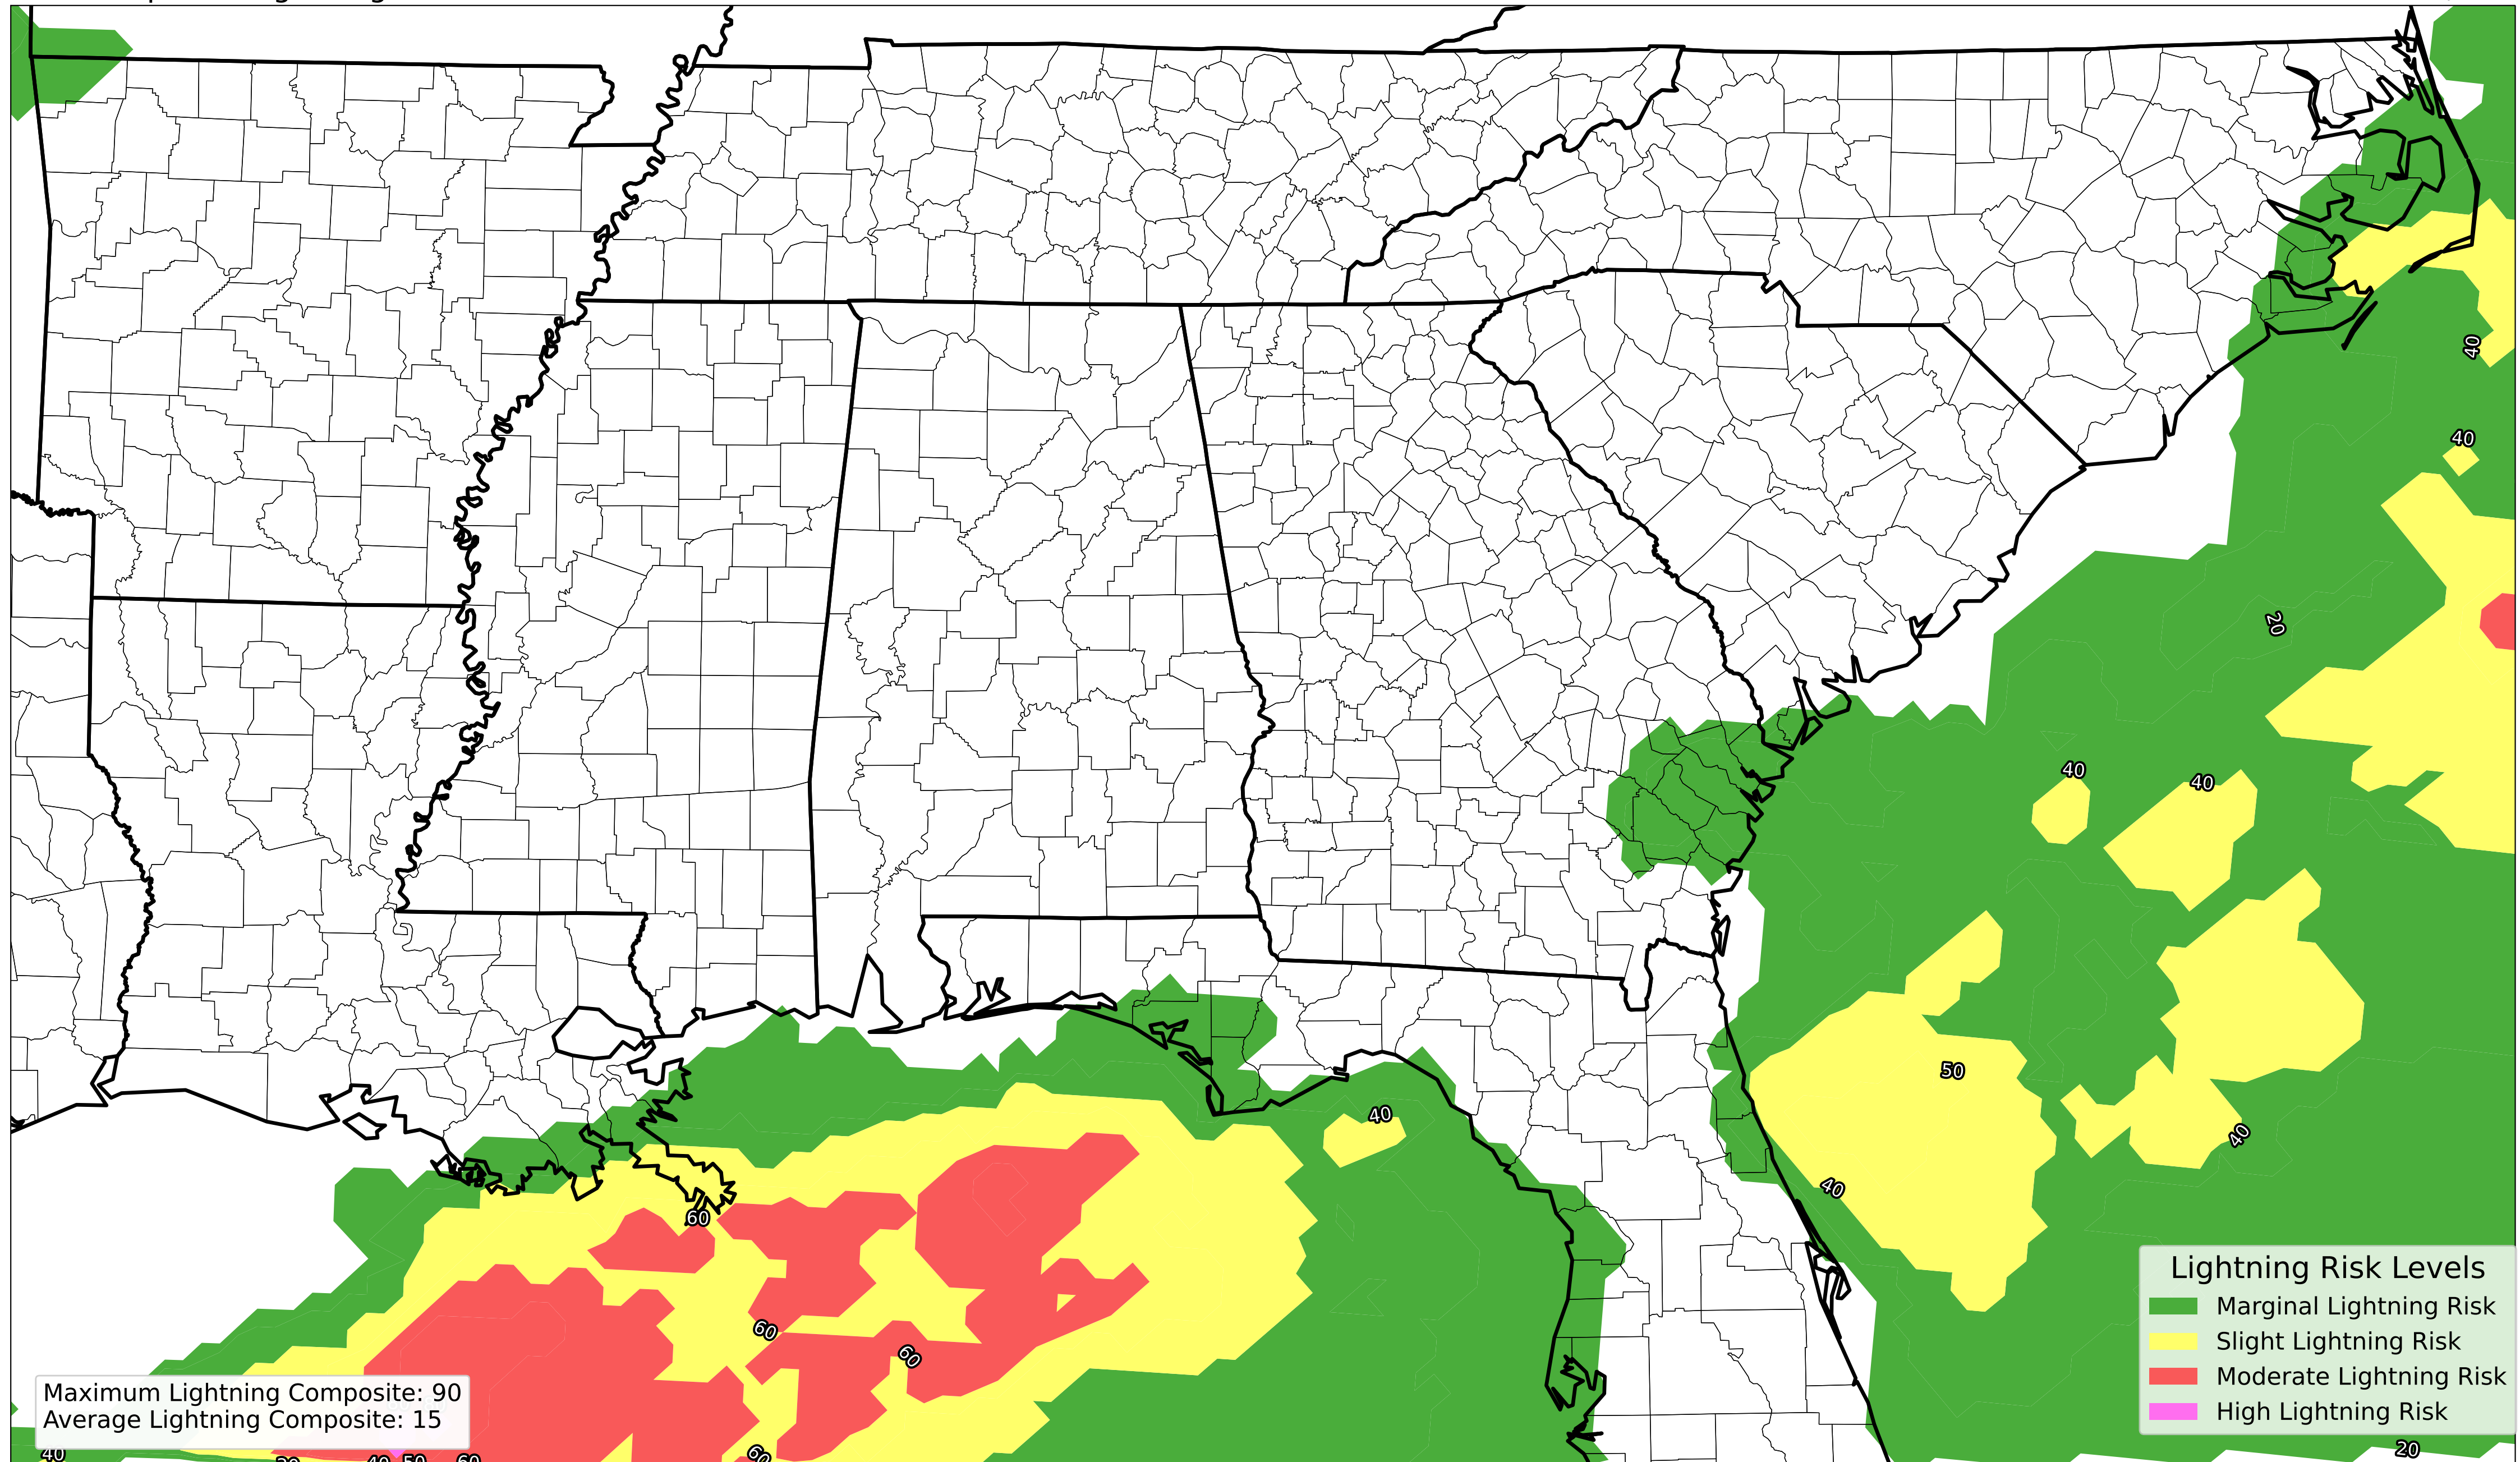 40
40
20
40
40
50
40
40
40
60
Lightning Risk Levels
Marginal Lightning Risk
Slight Lightning Risk
Moderate Lightning Risk
High Lightning Risk
60
60
Maximum Lightning Composite: 90
Average Lightning Composite: 15
40
60
20